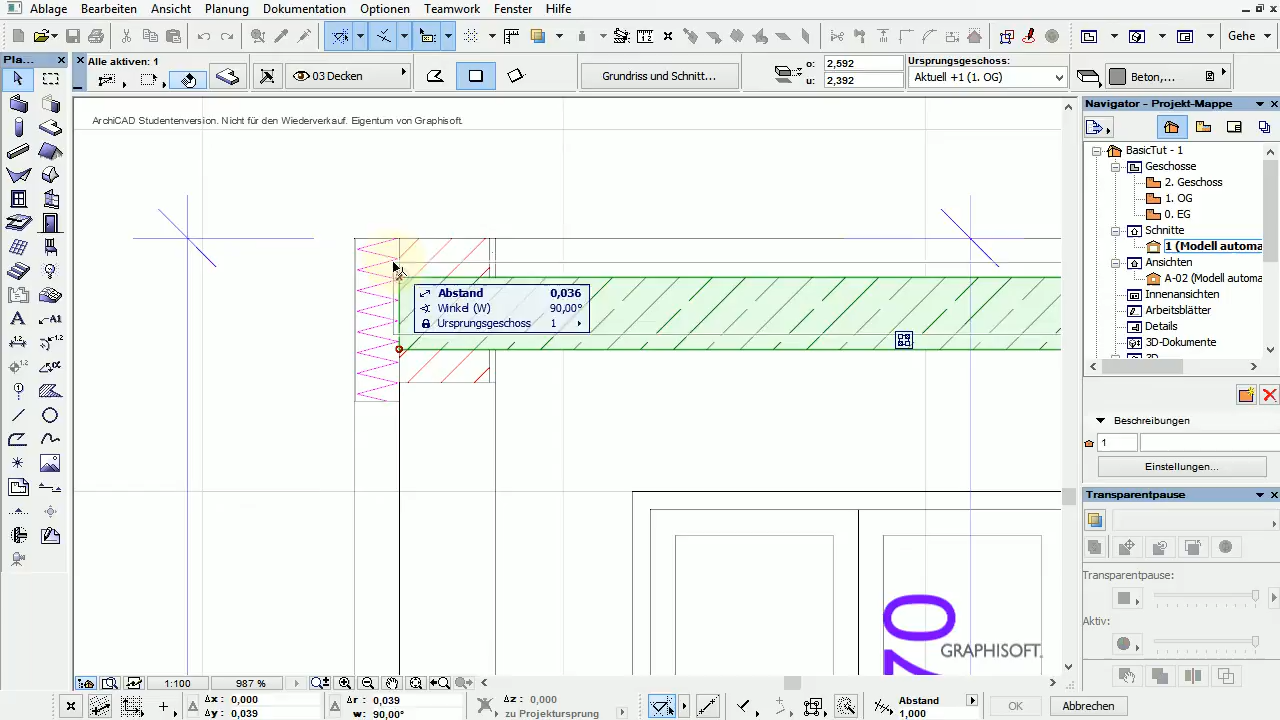 Ablage
Bearbeiten
Ansicht
Planung
Dokumentation
Optionen
Teamwork
Fenster
Hilfe
Gehe
Pla...
Alle aktiven: 1
03 Decken
Grundriss und Schnitt...
o:
2,592
u:
2,392
Ursprungsgeschoss:
Aktuell +1 (1. OG)
Beton,...
ArchiCAD Studentenversion. Nicht für den Wiederverkauf. Eigentum von Graphisoft.
Abstand 0,036
Winkel (W) 90,00°
Ursprungsgeschoss 1
70
GRAPHISOFT.
Navigator - Projekt-Mappe
BasicTut - 1
Geschosse
2. Geschoss
1. OG
0. EG
Schnitte
1 (Modell automa
Ansichten
A-02 (Modell automa
Innenansichten
Arbeitsblätter
Details
3D-Dokumente
Beschreibungen
1
Einstellungen...
Transparentpause
Transparentpause:
Aktiv:
1:100
987 %
Δx: 0,000
Δy: 0,039
Δr: 0,039
w: 90,00°
Δz: 0,000
zu Projektursprung
Abstand
1,000
OK
Abbrechen